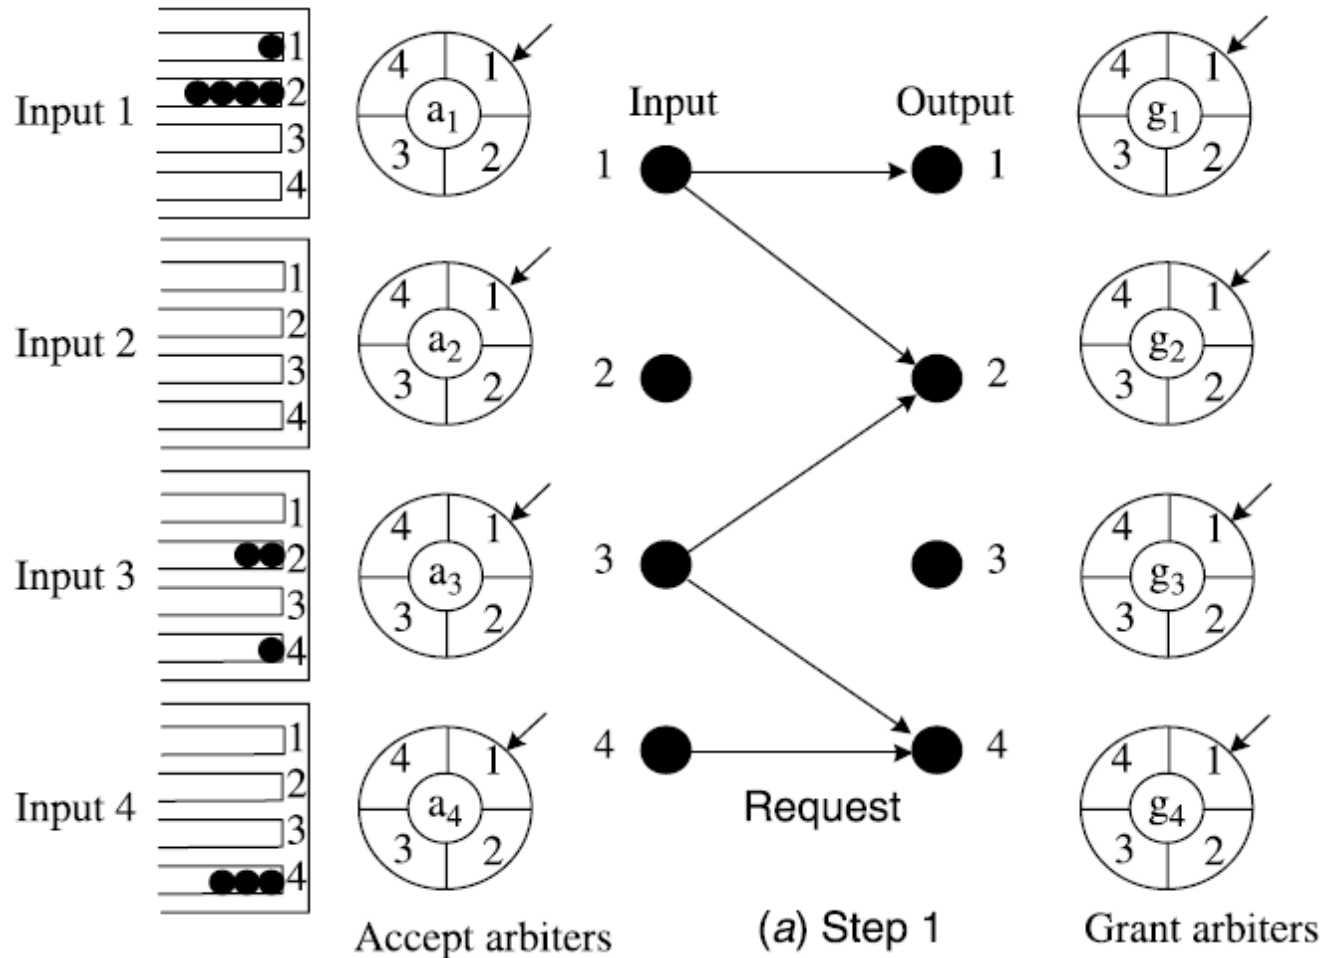 Input 1
1
2
3
4
4 1
a1
3 2
Input Output
1 1
4 1
g1
3 2
Input 2
1
2
3
4
4 1
a2
3 2
2 2
4 1
g2
3 2
Input 3
1
2
3
4
4 1
a3
3 2
3 3
4 1
g3
3 2
Input 4
1
2
3
4
4 1
a4
3 2
4 4
Request
4 1
g4
3 2
Accept arbiters
(a) Step 1
Grant arbiters